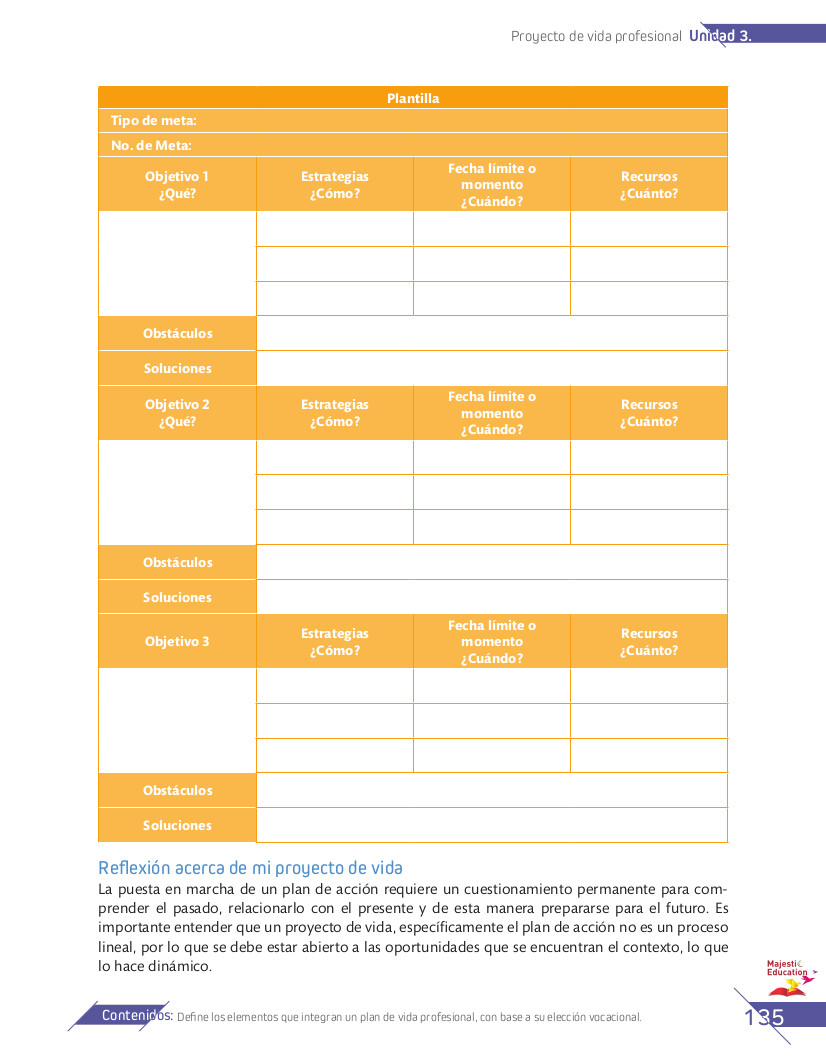 Proyecto de vida profesional Unidad 3.
Plantilla
Tipo de meta:
No. de Meta:
Objetivo 1
¿Qué?
Estrategias
¿Cómo?
Fecha límite o
momento
¿Cuándo?
Recursos
¿Cuánto?
Obstáculos
Soluciones
Objetivo 2
¿Qué?
Estrategias
¿Cómo?
Fecha límite o
momento
¿Cuándo?
Recursos
¿Cuánto?
Obstáculos
Soluciones
Objetivo 3
Estrategias
¿Cómo?
Fecha límite o
momento
¿Cuándo?
Recursos
¿Cuánto?
Obstáculos
Soluciones
Reflexión acerca de mi proyecto de vida
La puesta en marcha de un plan de acción requiere un cuestionamiento permanente para com-
prender el pasado, relacionarlo con el presente y de esta manera prepararse para el futuro. Es
importante entender que un proyecto de vida, específicamente el plan de acción no es un proceso
lineal, por lo que se debe estar abierto a las oportunidades que se encuentran el contexto, lo que
lo hace dinámico.
Majestic
Education
Contenidos: Define los elementos que integran un plan de vida profesional, con base a su elección vocacional.
135